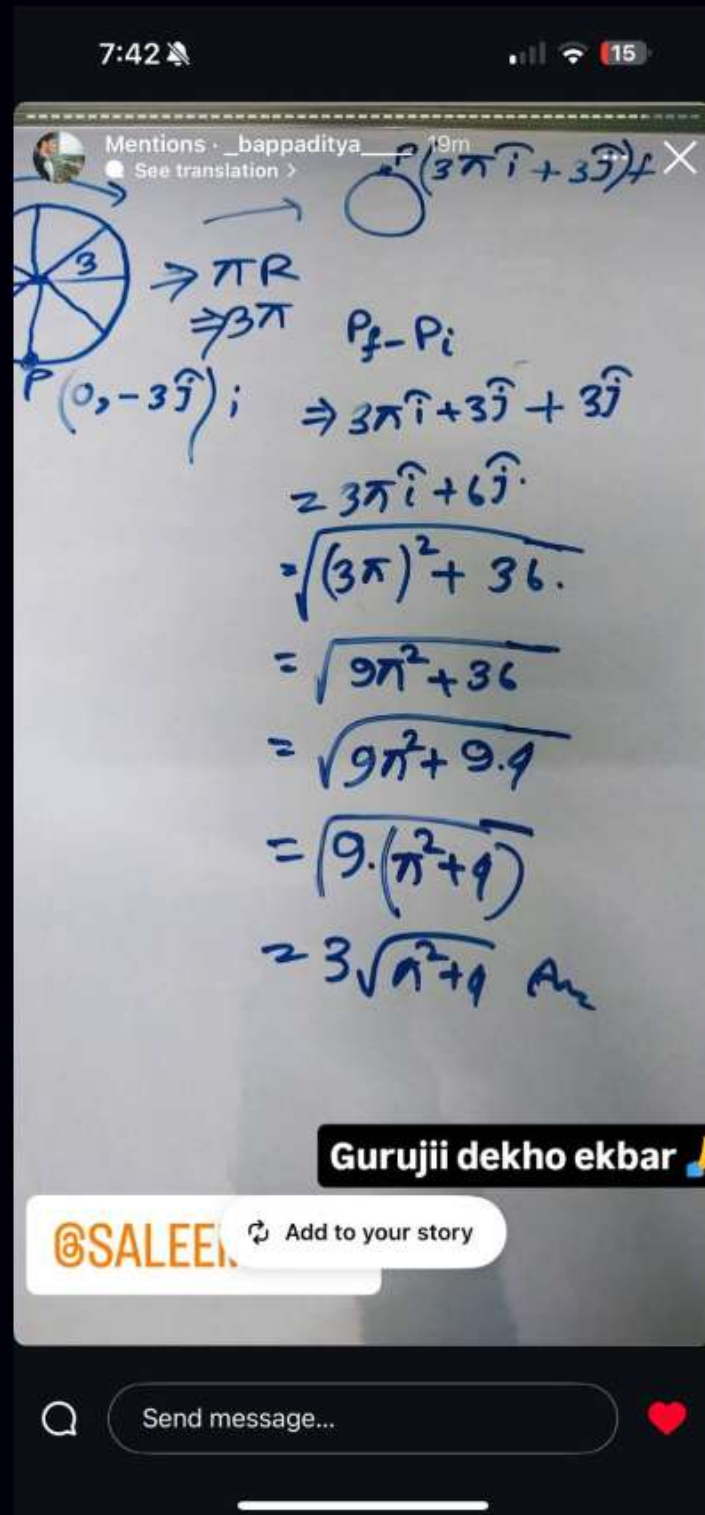 7:42
15
Mentions · _bappaditya____ 19m
See translation >
P(3πî + 3ĵ)f
3
⇒ πR
⇒ 3π
Pf - Pi
P(0, -3ĵ)i
⇒ 3πî + 3ĵ + 3ĵ
= 3πî + 6ĵ.
= √(3π)² + 36.
= √9π² + 36
= √9π² + 9.4
= √9.(π² + 4)
= 3√π² + 4 Ans
Gurujii dekho ekbar
Add to your story
Send message...